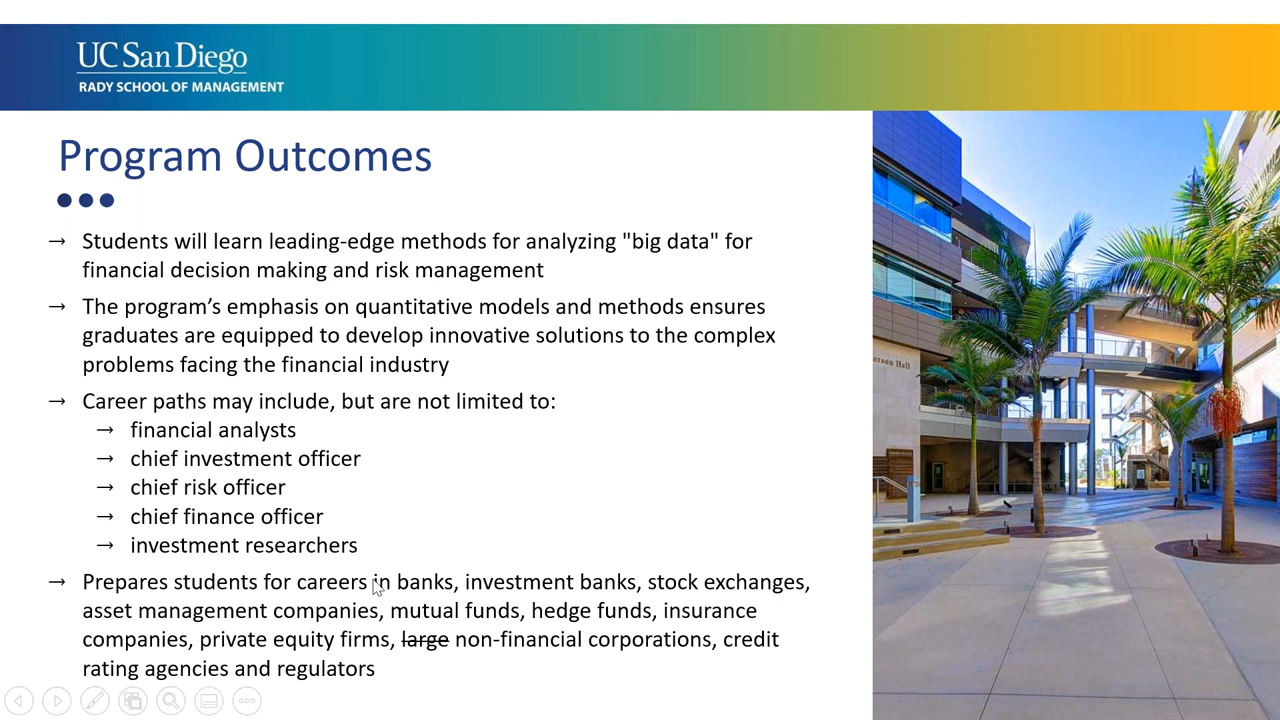 UC San Diego
RADY SCHOOL OF MANAGEMENT
Program Outcomes
→ Students will learn leading-edge methods for analyzing "big data" for
financial decision making and risk management
→ The program’s emphasis on quantitative models and methods ensures
graduates are equipped to develop innovative solutions to the complex
problems facing the financial industry
→ Career paths may include, but are not limited to:
→ financial analysts
→ chief investment officer
→ chief risk officer
→ chief finance officer
→ investment researchers
→ Prepares students for careers in banks, investment banks, stock exchanges,
asset management companies, mutual funds, hedge funds, insurance
companies, private equity firms, large non-financial corporations, credit
rating agencies and regulators
Hall